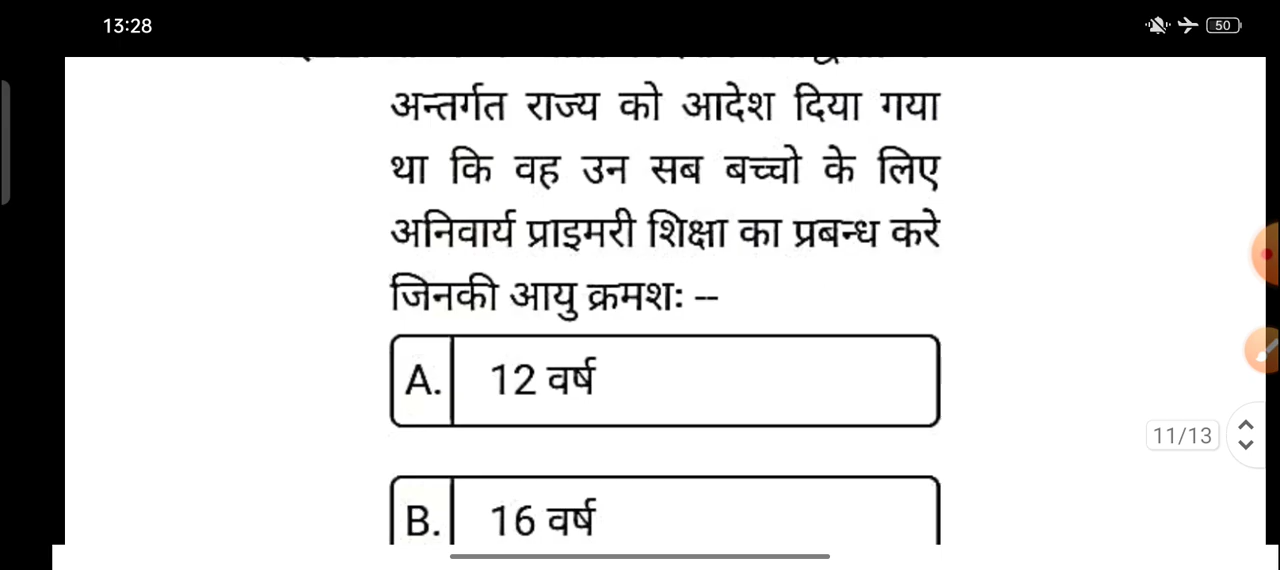 13:28
50
अन्तर्गत राज्य को आदेश दिया गया
था कि वह उन सब बच्चो के लिए
अनिवार्य प्राइमरी शिक्षा का प्रबन्ध करे
जिनकी आयु क्रमशः --
A. 12 वर्ष
11/13
B. 16 वर्ष